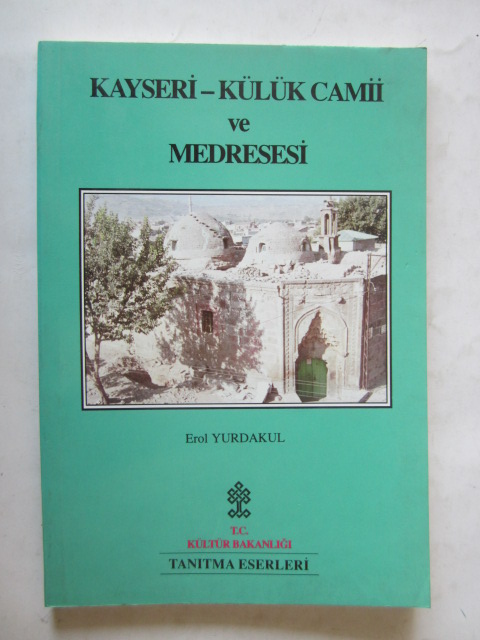 KAYSERİ – KÜLÜK CAMİİ
ve
MEDRESESİ
Erol YURDAKUL
T.C.
KÜLTÜR BAKANLIĞI
TANITMA ESERLERİ